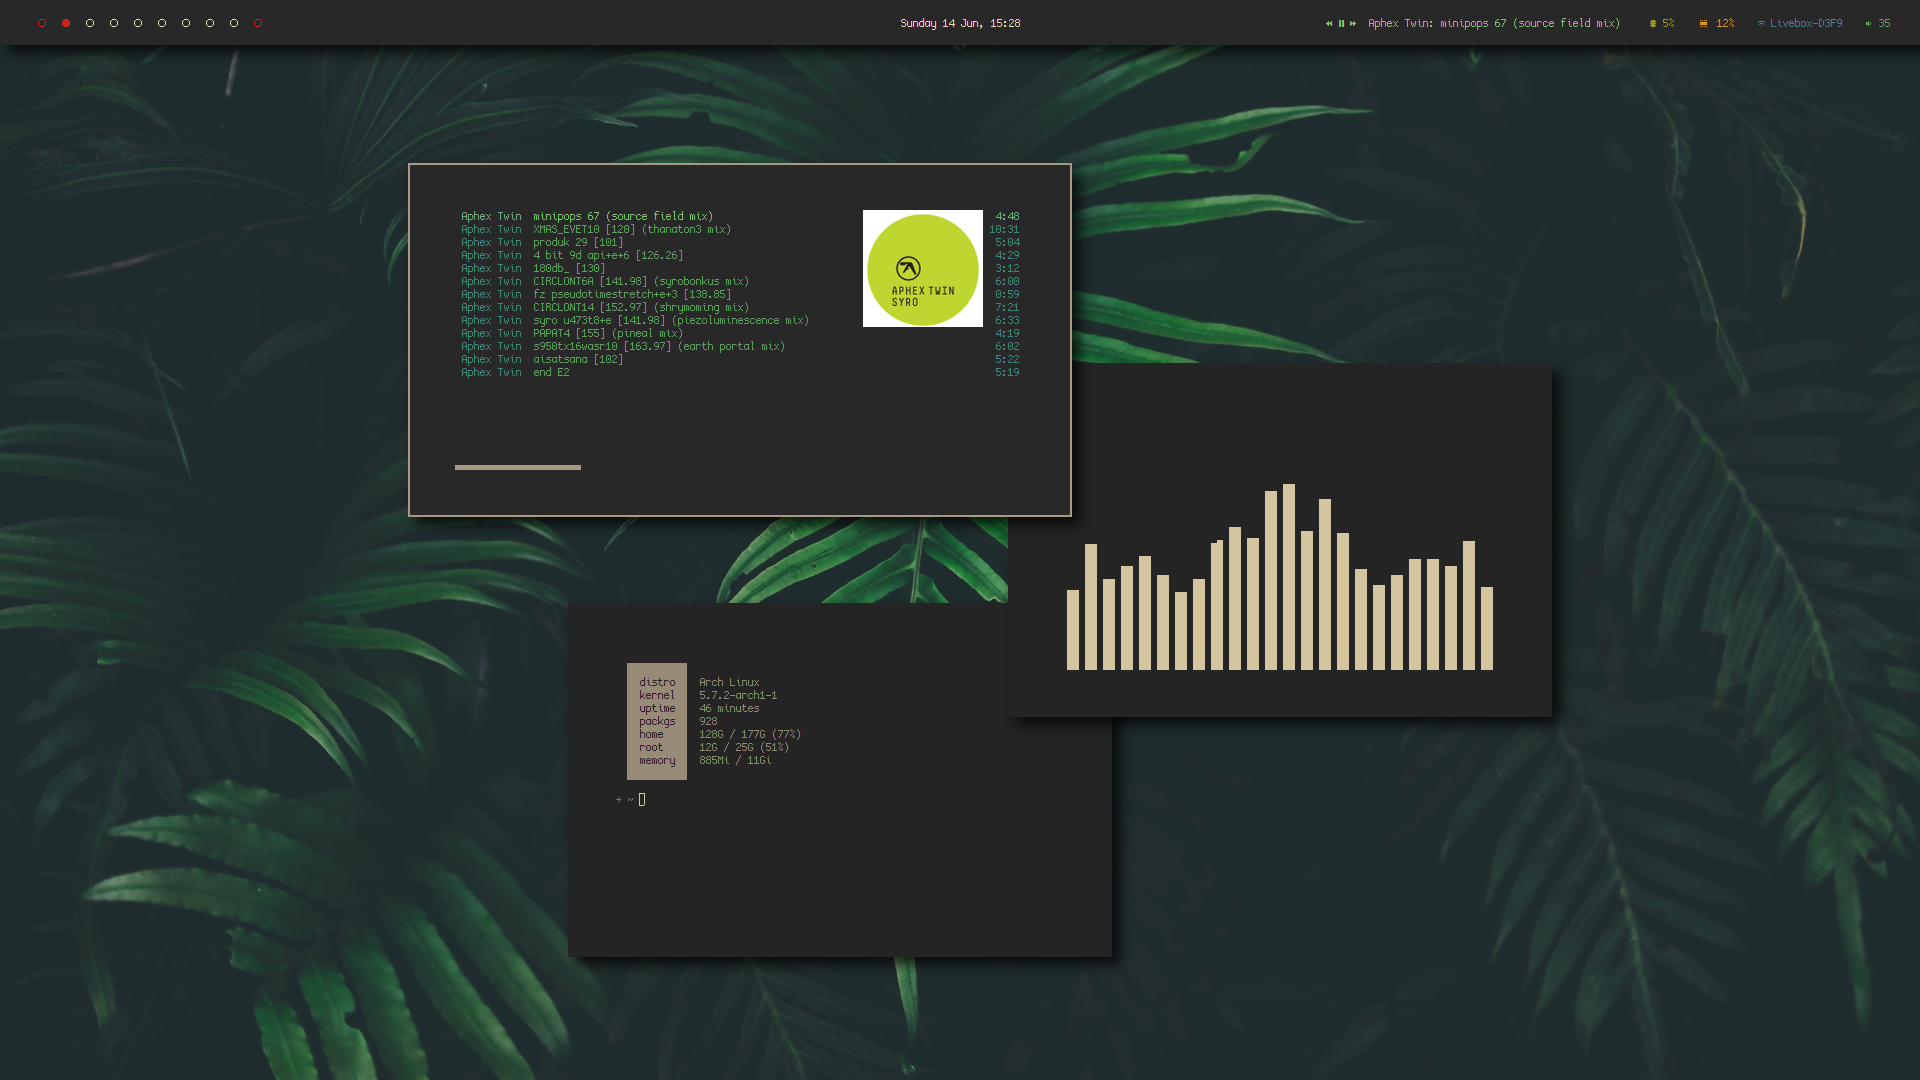 Sunday 14 Jun, 15:28
Aphex Twin: minipops 67 (source field mix) 5% 12% Livebox-D3F9 35
Aphex Twin minipops 67 (source field mix) 4:48
Aphex Twin XMAS_EVET10 [120] (thanaton3 mix) 10:31
Aphex Twin produk 29 [101] 5:04
Aphex Twin 4 bit 9d api+e+6 [126.26] 4:29
Aphex Twin 180db_ [130] 3:12
Aphex Twin CIRCLONT6A [141.98] (syrobonkus mix) 6:00
Aphex Twin fz pseudotimestretch+e+3 [138.85] 0:59
Aphex Twin CIRCLONT14 [152.97] (shrymoming mix) 7:21
Aphex Twin syro u473t8+e [141.98] (piezoluminescence mix) 6:33
Aphex Twin PAPAT4 [155] (pineal mix) 4:19
Aphex Twin s950tx16wasr10 [163.97] (earth portal mix) 6:02
Aphex Twin aisatsana [102] 5:22
Aphex Twin end E2 5:19
APHEX TWIN
SYRO
distro Arch Linux
kernel 5.7.2-arch1-1
uptime 46 minutes
packgs 928
home 128G / 177G (77%)
root 12G / 25G (51%)
memory 885Mi / 11Gi
→ ~